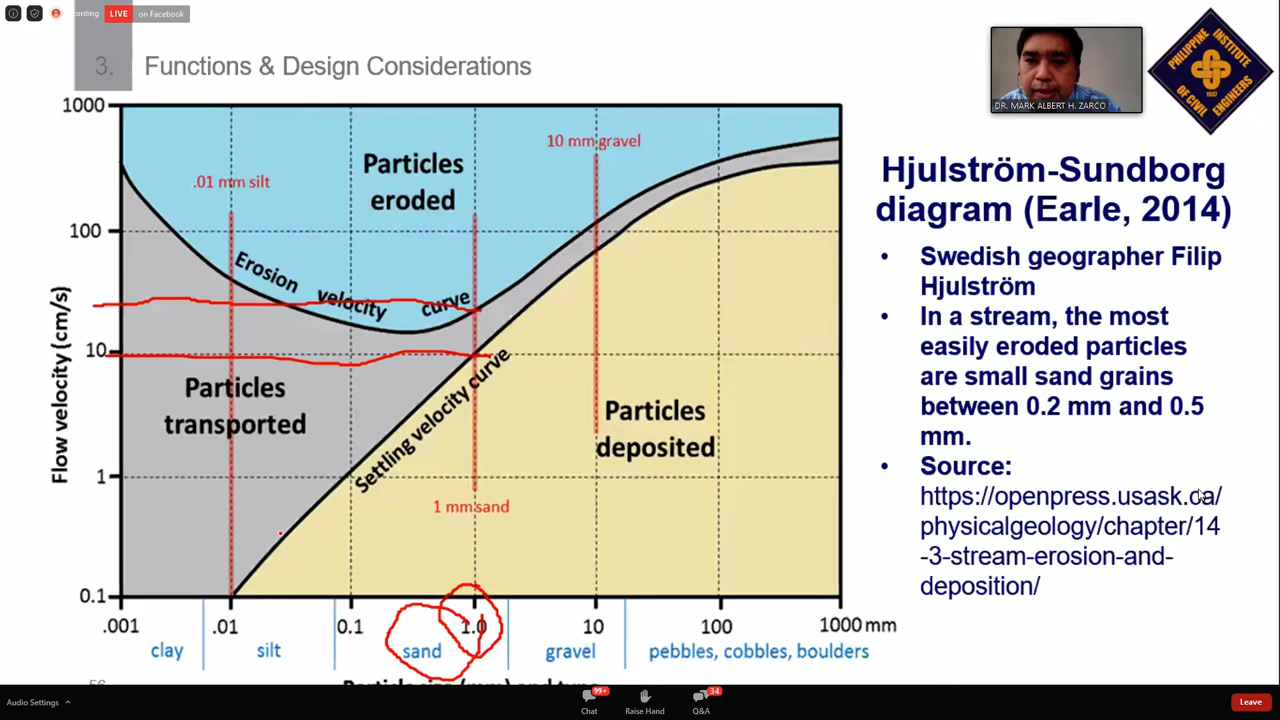 cording LIVE on Facebook
3. Functions & Design Considerations
DR. MARK ALBERT H. ZARCO
PHILIPPINE INSTITUTE
OF CIVIL ENGINEERS
1937
Hjulström-Sundborg
diagram (Earle, 2014)
• Swedish geographer Filip
Hjulström
• In a stream, the most
easily eroded particles
are small sand grains
between 0.2 mm and 0.5
mm.
• Source:
https://openpress.usask.ca/
physicalgeology/chapter/14
-3-stream-erosion-and-
deposition/
Flow velocity (cm/s)
1000
100
10
1
0.1
Particles
eroded
.01 mm silt
10 mm gravel
Erosion velocity curve
Particles
transported
Settling velocity curve
Particles
deposited
1 mm sand
.001 .01 0.1 1.0 10 100 1000 mm
clay silt sand gravel pebbles, cobbles, boulders
Audio Settings
99+
Chat
Raise Hand
34
Q&A
Leave